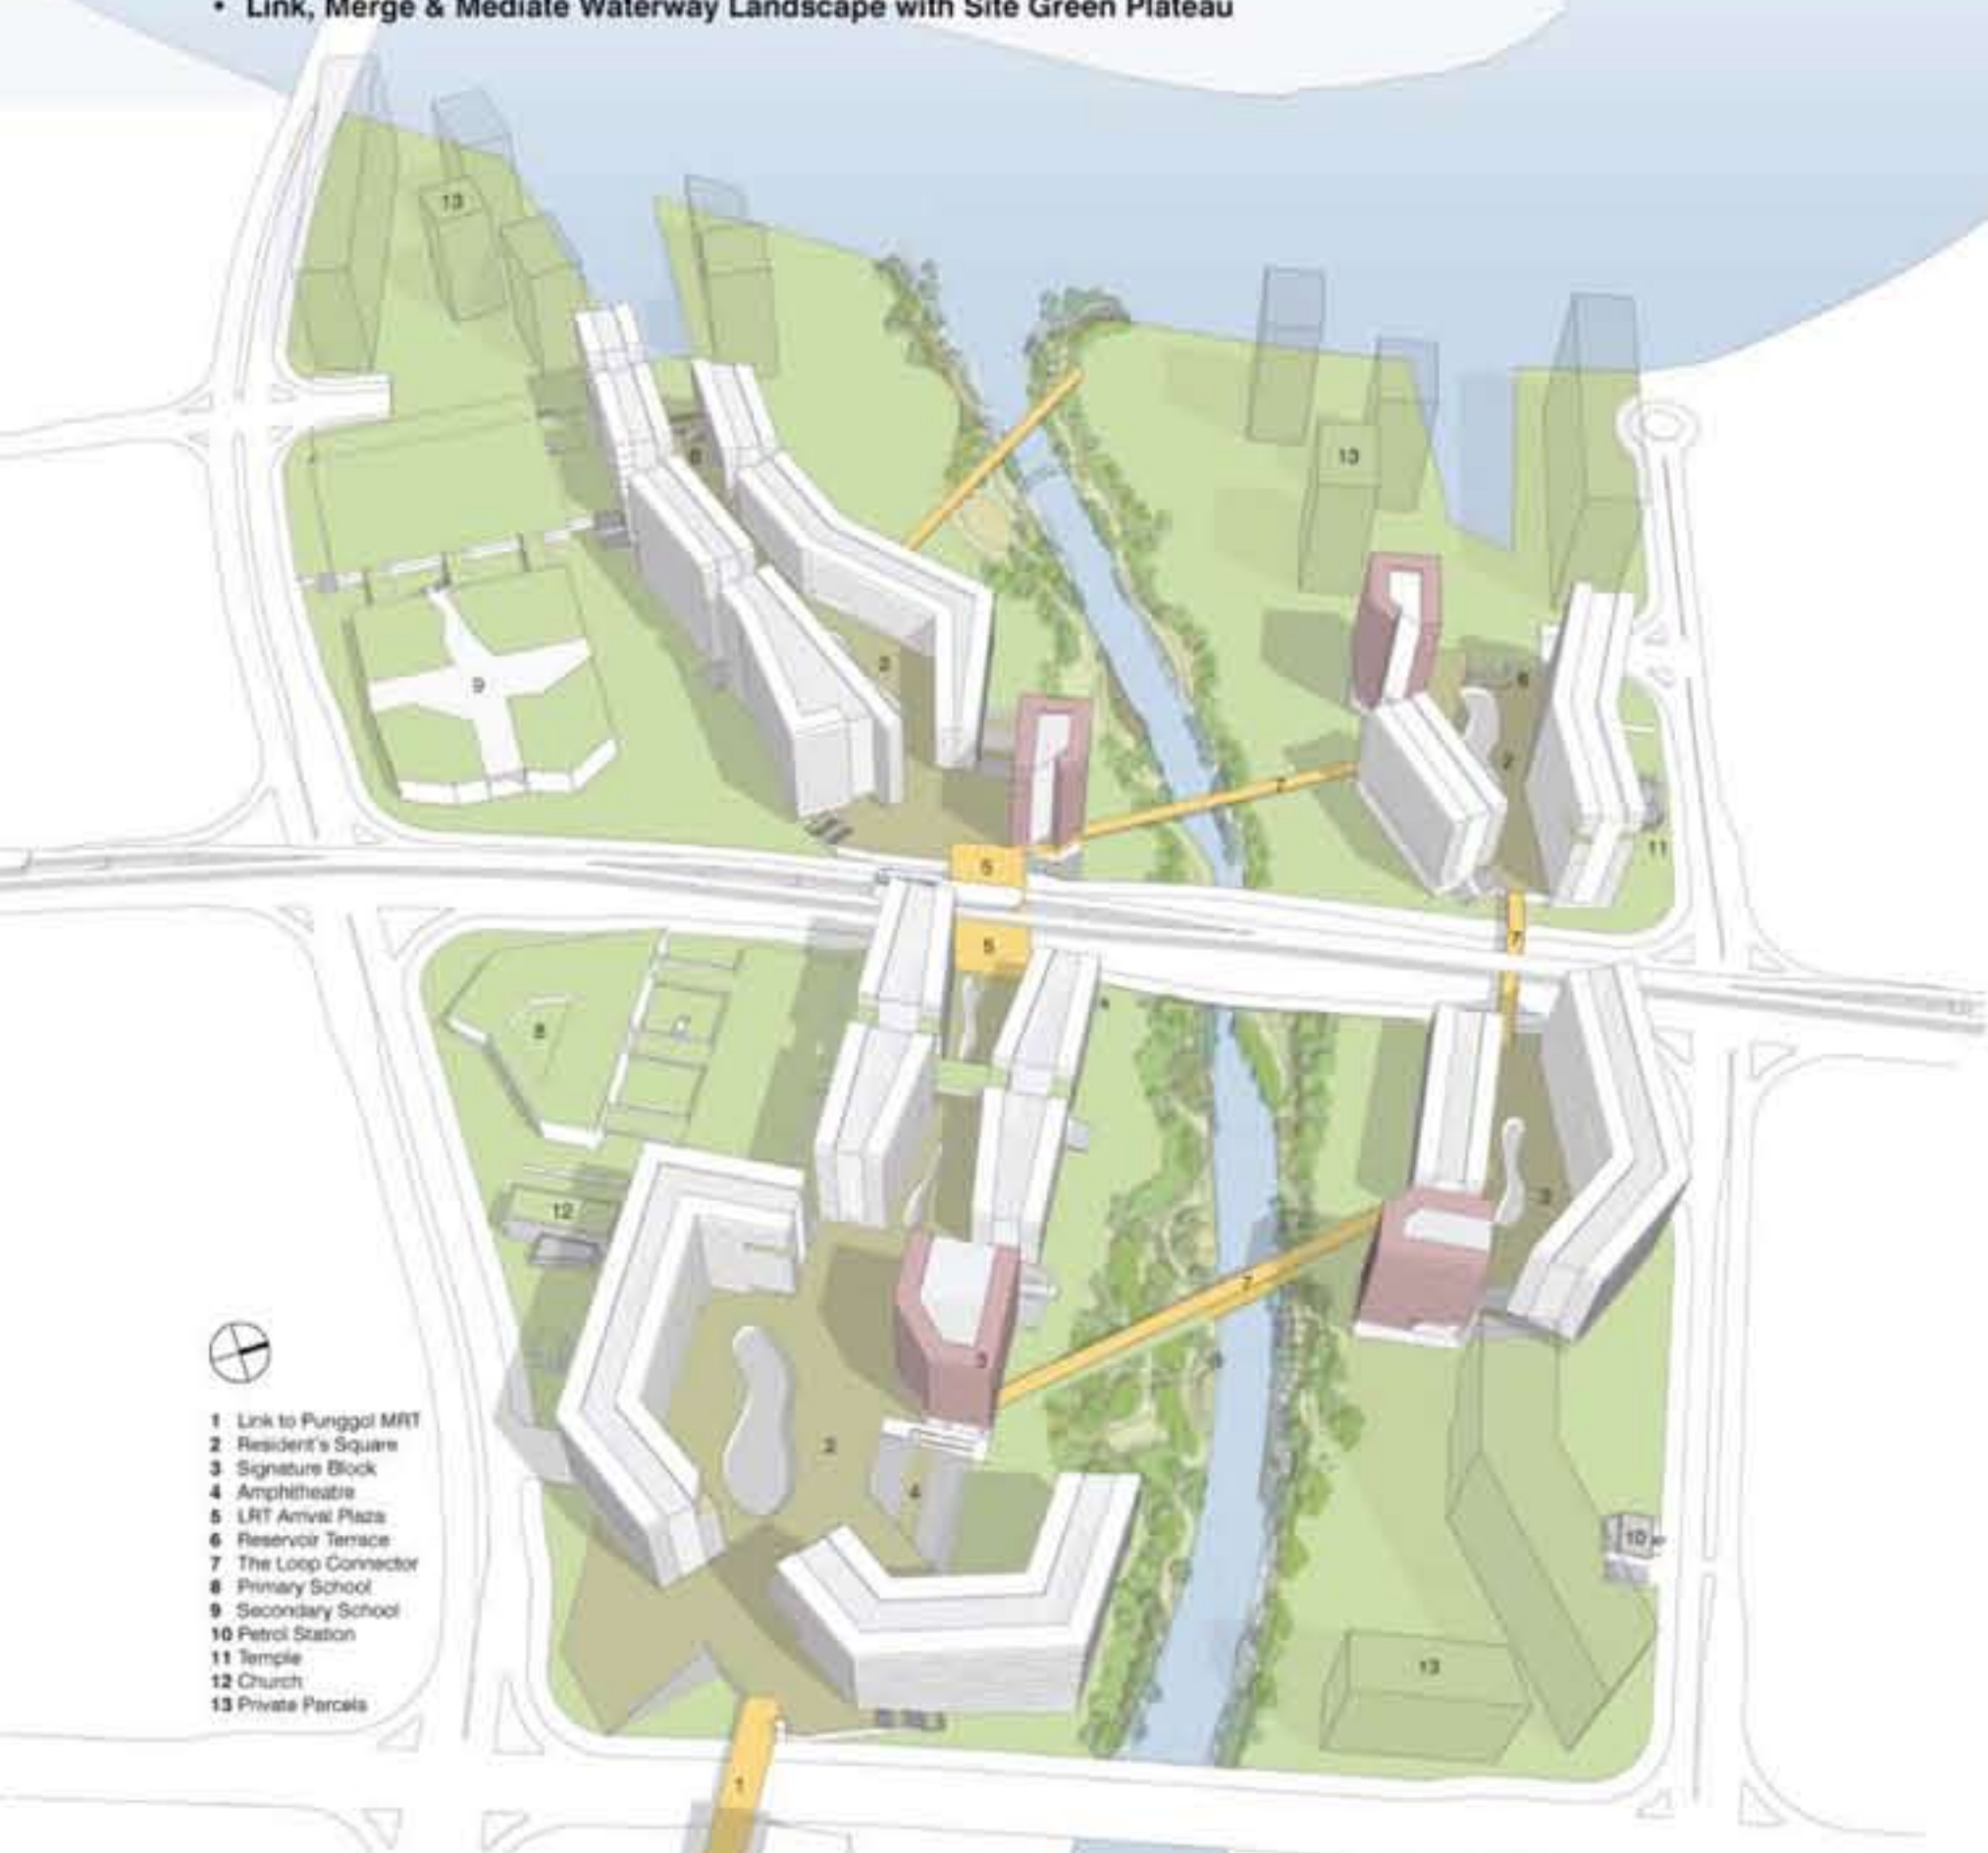 • Link, Merge & Mediate Waterway Landscape with Site Green Plateau
13
6
13
9
2
6
2
7
11
5
5
7
8
12
2
7
3
2
4
10
13
1
1 Link to Punggol MRT
2 Resident's Square
3 Signature Block
4 Amphitheatre
5 LRT Arrival Plaza
6 Reservoir Terrace
7 The Loop Connector
8 Primary School
9 Secondary School
10 Petrol Station
11 Temple
12 Church
13 Private Parcels